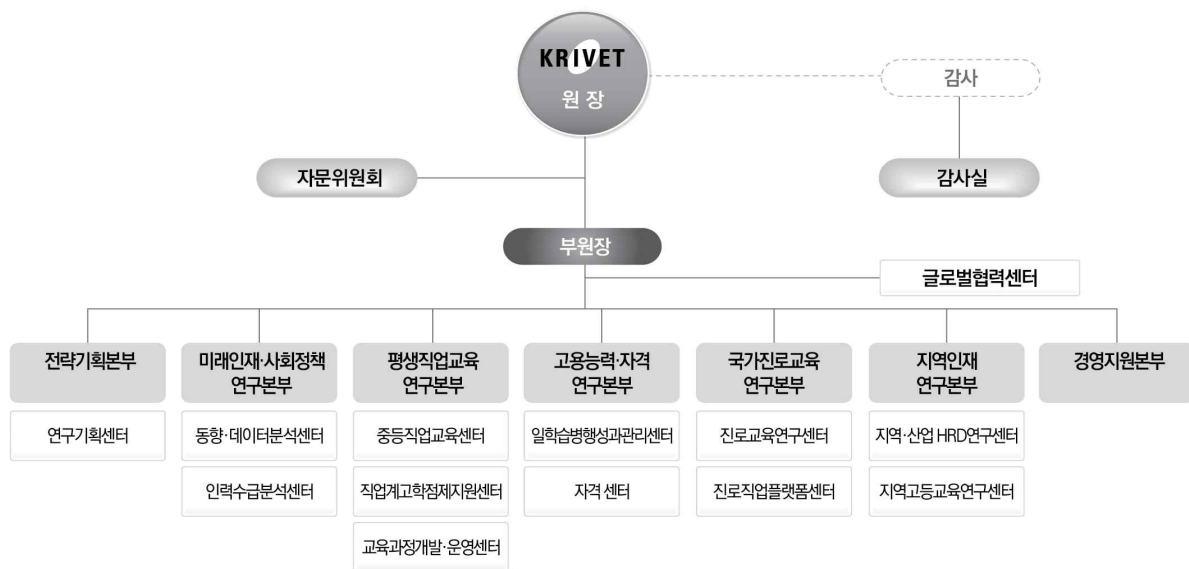 KRIVET
원 장
감사
자문위원회
감사실
부원장
글로벌협력센터
전략기획본부
미래인재·사회정책
연구본부
평생직업교육
연구본부
고용능력·자격
연구본부
국가진로교육
연구본부
지역인재
연구본부
경영지원본부
연구기획센터
동향·데이터분석센터
중등직업교육센터
일학습병행성과관리센터
진로교육연구센터
지역·산업 HRD연구센터
인력수급분석센터
직업계고학점제지원센터
자격 센터
진로직업플랫폼센터
지역고등교육연구센터
교육과정개발·운영센터